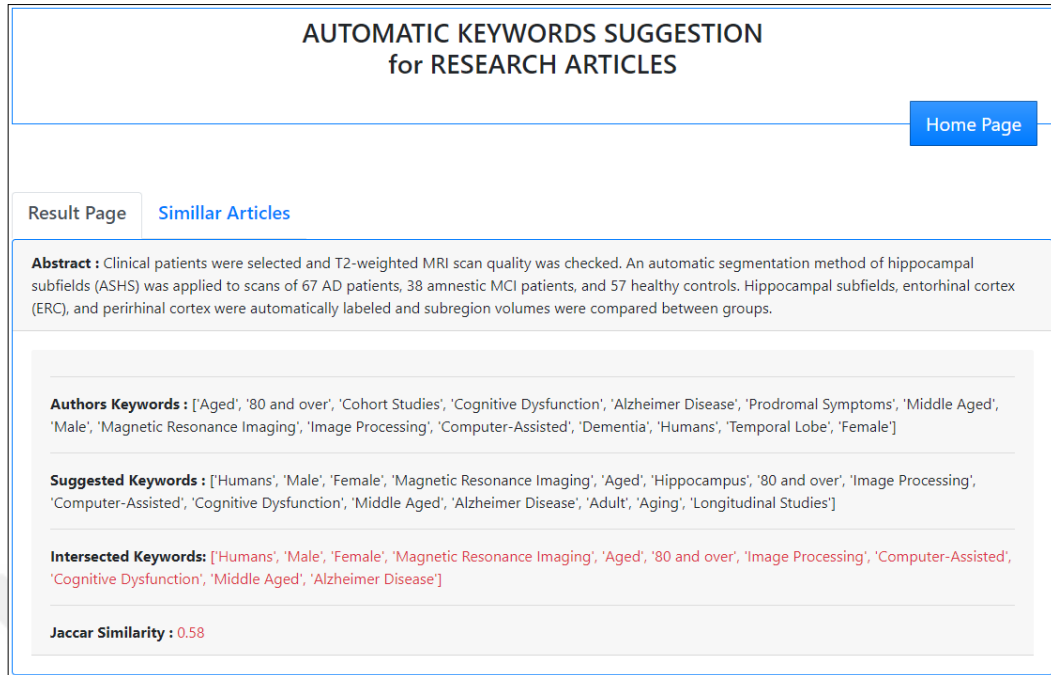 AUTOMATIC KEYWORDS SUGGESTION
for RESEARCH ARTICLES
Home Page
Result Page
Simillar Articles
Abstract : Clinical patients were selected and T2-weighted MRI scan quality was checked. An automatic segmentation method of hippocampal
subfields (ASHS) was applied to scans of 67 AD patients, 38 amnestic MCI patients, and 57 healthy controls. Hippocampal subfields, entorhinal cortex
(ERC), and perirhinal cortex were automatically labeled and subregion volumes were compared between groups.
Authors Keywords : ['Aged', '80 and over', 'Cohort Studies', 'Cognitive Dysfunction', 'Alzheimer Disease', 'Prodromal Symptoms', 'Middle Aged',
'Male', 'Magnetic Resonance Imaging', 'Image Processing', 'Computer-Assisted', 'Dementia', 'Humans', 'Temporal Lobe', 'Female']
Suggested Keywords : ['Humans', 'Male', 'Female', 'Magnetic Resonance Imaging', 'Aged', 'Hippocampus', '80 and over', 'Image Processing',
'Computer-Assisted', 'Cognitive Dysfunction', 'Middle Aged', 'Alzheimer Disease', 'Adult', 'Aging', 'Longitudinal Studies']
Intersected Keywords: ['Humans', 'Male', 'Female', 'Magnetic Resonance Imaging', 'Aged', '80 and over', 'Image Processing', 'Computer-Assisted',
'Cognitive Dysfunction', 'Middle Aged', 'Alzheimer Disease']
Jaccar Similarity : 0.58